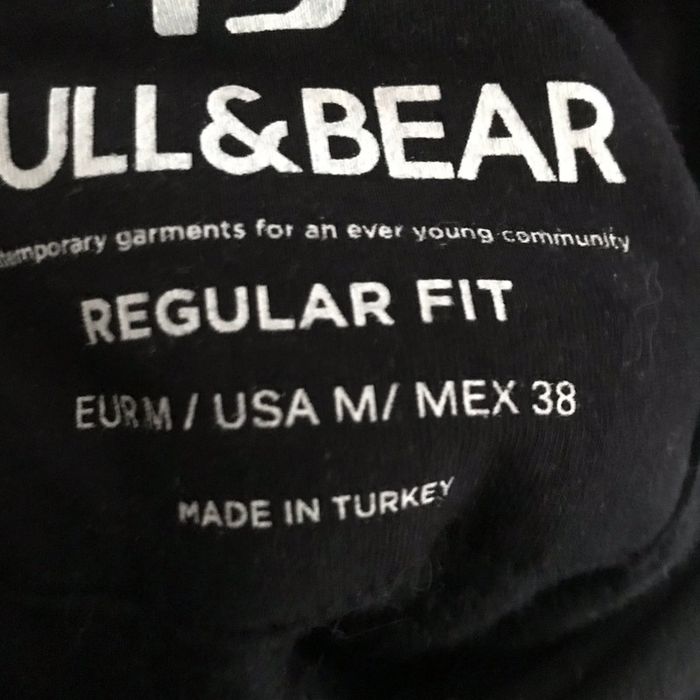 ULL&BEAR
temporary garments for an ever young community
REGULAR FIT
EUR M / USA M/ MEX 38
MADE IN TURKEY